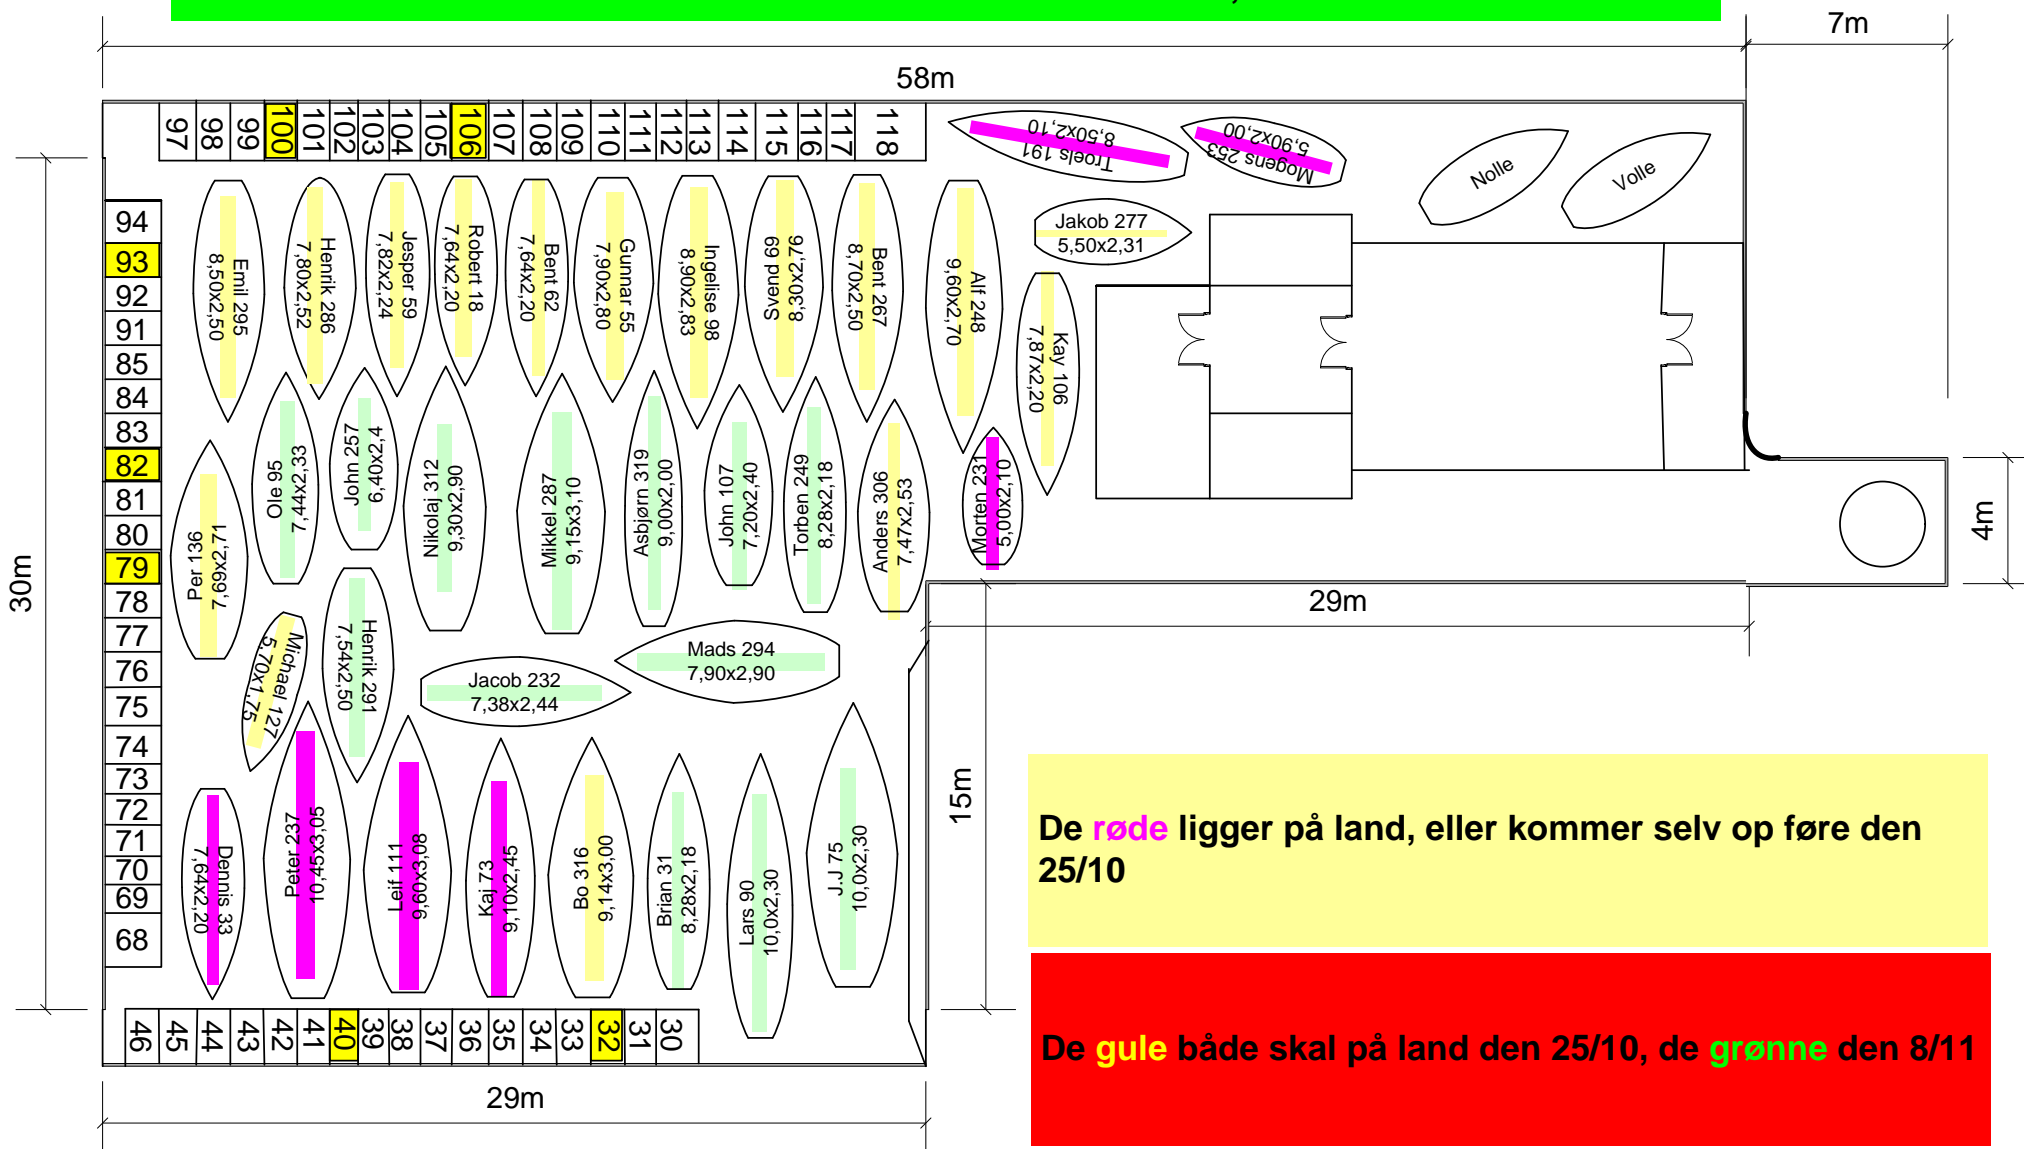 7m
58m
97
98
99
100
101
102
103
104
105
106
107
108
109
110
111
112
113
114
115
116
117
118
Troels 191
8,50x2,10
Mogens 253
5,90x2,00
Nolle
Volle
94
93
92
91
85
84
83
82
81
80
79
78
77
76
75
74
73
72
71
70
69
68
Emil 295
8,50x2,50
Henrik 286
7,80x2,52
Jesper 59
7,82x2,24
Robert 18
7,64x2,20
Bent 62
7,64x2,20
Gunnar 55
7,90x2,80
Ingelise 98
8,90x2,83
Svend 69
8,30x2,76
Bent 267
8,70x2,50
Alf 248
9,60x2,70
Jakob 277
5,50x2,31
Kay 106
7,87x2,20
Per 136
7,69x2,71
Ole 95
7,44x2,33
John 257
6,40x2,4
Nikolaj 312
9,30x2,90
Mikkel 287
9,15x3,10
Asbjørn 319
9,00x2,00
John 107
7,20x2,40
Torben 249
8,28x2,18
Anders 306
7,47x2,53
Morten 231
5,00x2,10
30m
4m
29m
Michael 127
5.70x1,75
Henrik 291
7,54x2,50
Jacob 232
7,38x2,44
Mads 294
7,90x2,90
15m
Dennis 33
7,64x2,20
Peter 237
10,45x3,05
Leif 111
9,60x3,08
Kaj 73
9,10x2,45
Bo 316
9,14x3,00
Brian 31
8,28x2,18
Lars 90
10,0x2,30
J.J 75
10,0x2,30
De røde ligger på land, eller kommer selv op føre den
25/10
De gule både skal på land den 25/10, de grønne den 8/11
46
45
44
43
42
41
40
39
38
37
36
35
34
33
32
31
30
29m